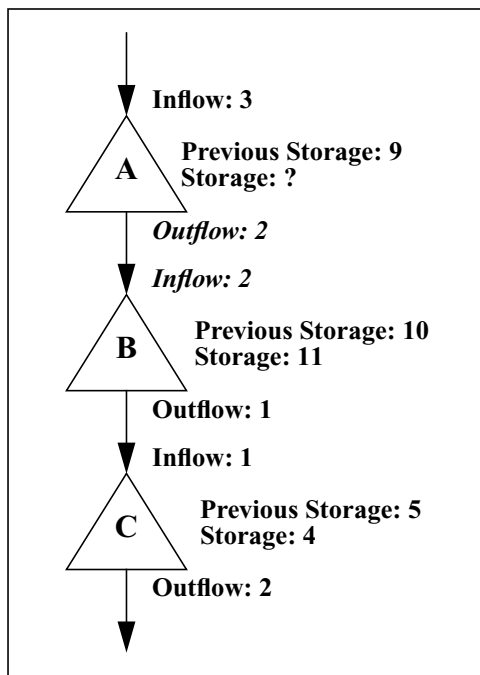 Inflow: 3
A
Previous Storage: 9
Storage: ?
Outflow: 2
Inflow: 2
B
Previous Storage: 10
Storage: 11
Outflow: 1
Inflow: 1
C
Previous Storage: 5
Storage: 4
Outflow: 2